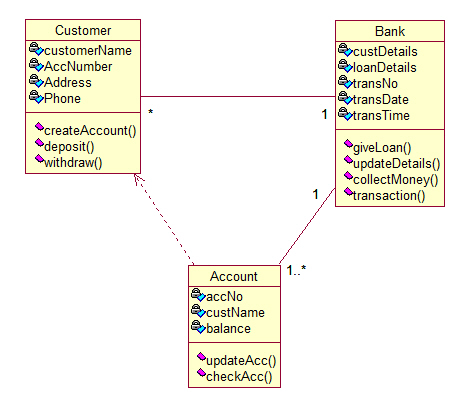 Customer
customerName
AccNumber
Address
Phone
createAccount()
deposit()
withdraw()
*
1
Bank
custDetails
loanDetails
transNo
transDate
transTime
giveLoan()
updateDetails()
collectMoney()
transaction()
1
1..*
Account
accNo
custName
balance
updateAcc()
checkAcc()